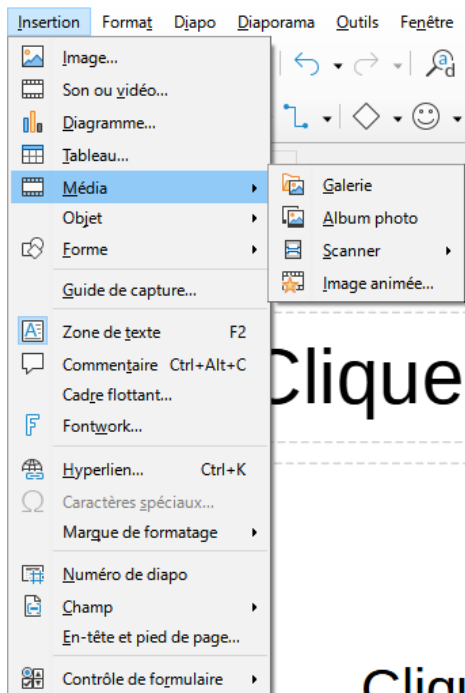 Insertion Format Djapo Diaporama Outils Fenêtre
Image...
Son ou vidéo...
Diagramme...
Tableau...
Média
Galerie
Objet
Album photo
Forme
Scanner
Image animée...
Guide de capture...
Zone de texte F2
Commentaire Ctrl+Alt+C
Clique
Cadre flottant...
Fontwork...
Hyperlien... Ctrl+K
Caractères spéciaux...
Marque de formatage
Numéro de diapo
Champ
En-tête et pied de page...
Contrôle de formulaire
Cliqu